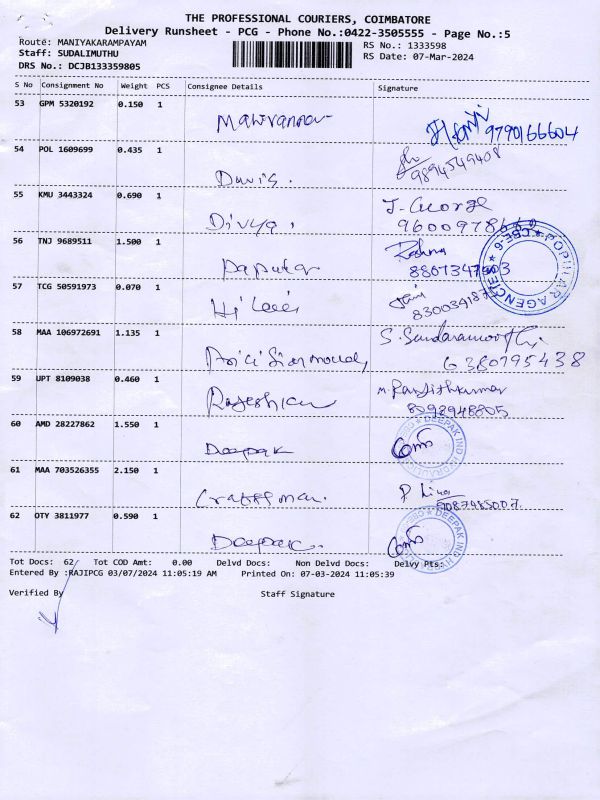 THE PROFESSIONAL COURIERS, COIMBATORE
Delivery Runsheet - PCG - Phone No.:0422-3505555 - Page No.:5
Route: MANIYAKARAMPAYAM
RS No.: 1333598
Staff: SUDALIMUTHU
RS Date: 07-Mar-2024
DRS No.: DCJB133359805
S No Consignment No Weight PCS Consignee Details Signature
53 GPM 5320192 0.150 1
9790166604
54 POL 1609699 0.435 1
Davis.
9894549408
55 KMU 3443324 0.690 1
J. George
Divya.
56 TNJ 9689511 1.500 1
Reshma
POPULAR AGENCIES
CBE-6
57 TCG 50591973 0.070 1
58 MAA 106972691 1.135 1
S. Sundaramoorthi
6380795438
59 UPT 8109038 0.460 1
M. Ranjithkumar
8098948805
60 AMD 28227862 1.550 1
Deepak
61 MAA 703526355 2.150 1
62 OTY 3811977 0.590 1
Deepak.
Tot Docs: 62 Tot COD Amt: 0.00 Delvd Docs: Non Delvd Docs: Delvy Pts:
Entered By :RAJIPCG 03/07/2024 11:05:19 AM Printed On: 07-03-2024 11:05:39
Verified By Staff Signature